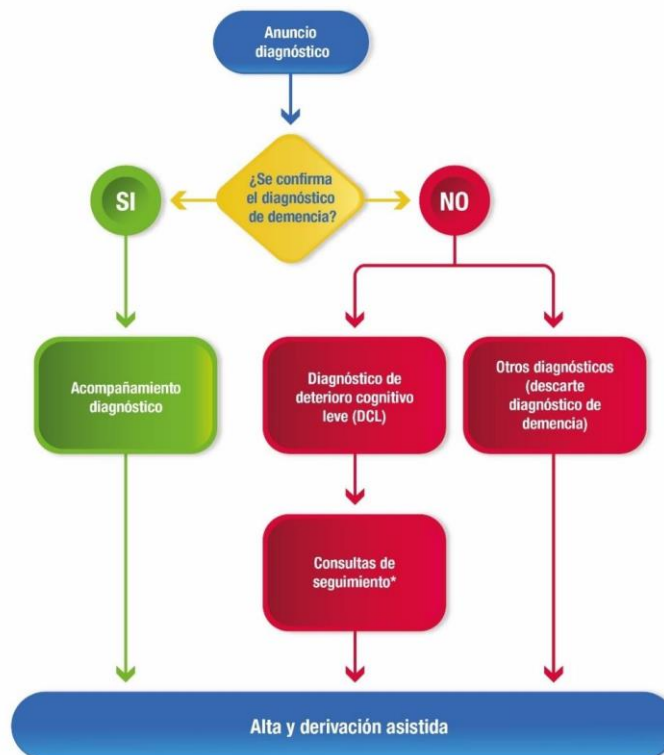 Anuncio
diagnóstico
¿Se confirma
el diagnóstico
de demencia?
SI
NO
Acompañamiento
diagnóstico
Diagnóstico de
deterioro cognitivo
leve (DCL)
Otros diagnósticos
(descarte
diagnóstico de
demencia)
Consultas de
seguimiento*
Alta y derivación asistida